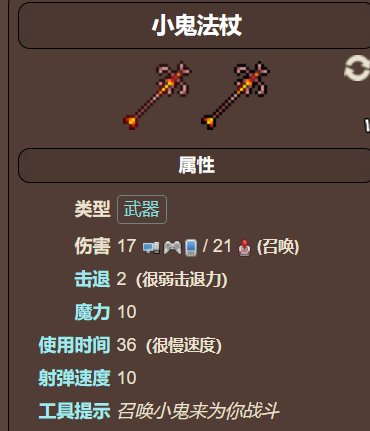 小鬼法杖
属性
类型 武器
伤害 17 / 21 (召唤)
击退 2 (很弱击退力)
魔力 10
使用时间 36 (很慢速度)
射弹速度 10
工具提示 召唤小鬼来为你战斗